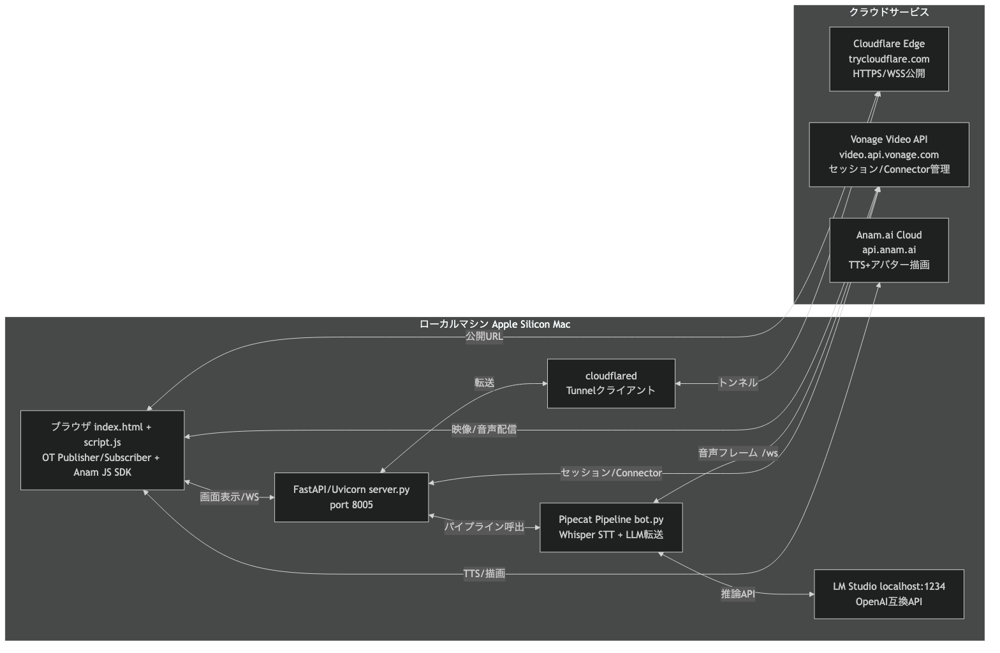 クラウドサービス
Cloudflare Edge
trycloudflare.com
HTTPS/WSS公開
Vonage Video API
video.api.vonage.com
セッション/Connector管理
Anam.ai Cloud
api.anam.ai
TTS+アバター描画
ローカルマシン Apple Silicon Mac
公開URL
cloudflared
Tunnelクライアント
転送
トンネル
ブラウザ index.html +
script.js
OT Publisher/Subscriber +
Anam JS SDK
映像/音声配信
音声フレーム /ws
セッション/Connector
画面表示/WS
FastAPI/Uvicorn server.py
port 8005
パイプライン呼出
Pipecat Pipeline bot.py
Whisper STT + LLM転送
TTS/描画
推論API
LM Studio localhost:1234
OpenAI互換API